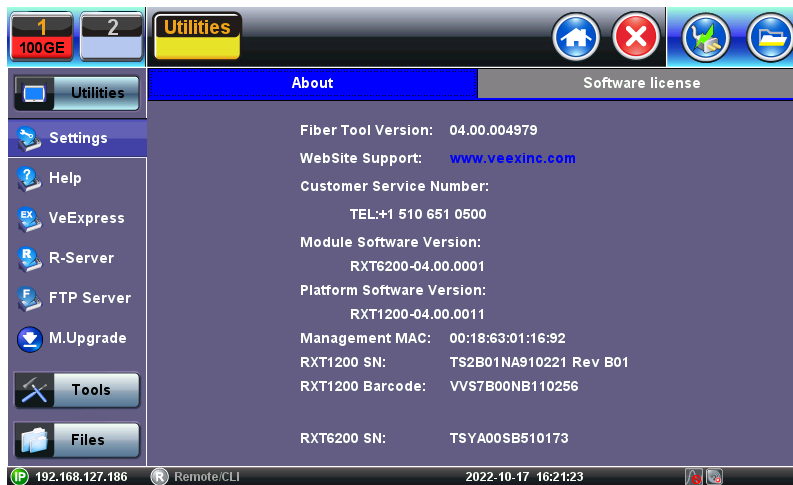 1
100GE
2
Utilities
Utilities
Settings
Help
EX VeExpress
R R-Server
F FTP Server
M.Upgrade
Tools
Files
About
Software license
Fiber Tool Version: 04.00.004979
WebSite Support: www.veexinc.com
Customer Service Number:
TEL:+1 510 651 0500
Module Software Version:
RXT6200-04.00.0001
Platform Software Version:
RXT1200-04.00.0011
Management MAC: 00:18:63:01:16:92
RXT1200 SN: TS2B01NA910221 Rev B01
RXT1200 Barcode: VVS7B00NB110256
RXT6200 SN: TSYA00SB510173
IP 192.168.127.186
R Remote/CLI
2022-10-17 16:21:23